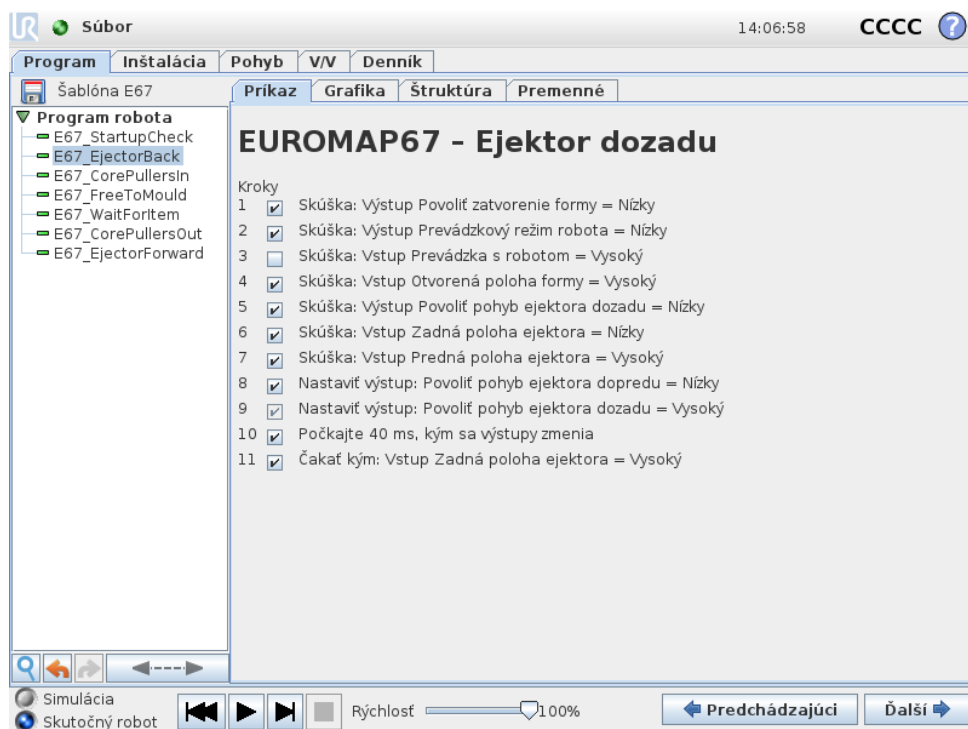 UR Súbor 14:06:58 CCCC ?
Program Inštalácia Pohyb V/V Denník
Šablóna E67
Príkaz Grafika Štruktúra Premenné
Program robota
E67_StartupCheck
E67_EjectorBack
E67_CorePullersIn
E67_FreeToMould
E67_WaitForItem
E67_CorePullersOut
E67_EjectorForward
EUROMAP67 – Ejektor dozadu
Kroky
1 Skúška: Výstup Povoliť zatvorenie formy = Nízky
2 Skúška: Výstup Prevádzkový režim robota = Nízky
3 Skúška: Vstup Prevádzka s robotom = Vysoký
4 Skúška: Vstup Otvorená poloha formy = Vysoký
5 Skúška: Výstup Povoliť pohyb ejektora dozadu = Nízky
6 Skúška: Vstup Zadná poloha ejektora = Nízky
7 Skúška: Vstup Predná poloha ejektora = Vysoký
8 Nastaviť výstup: Povoliť pohyb ejektora dopredu = Nízky
9 Nastaviť výstup: Povoliť pohyb ejektora dozadu = Vysoký
10 Počkajte 40 ms, kým sa výstupy zmenia
11 Čakať kým: Vstup Zadná poloha ejektora = Vysoký
Simulácia
Skutočný robot
Rýchlosť 100%
Predchádzajúci Ďalší